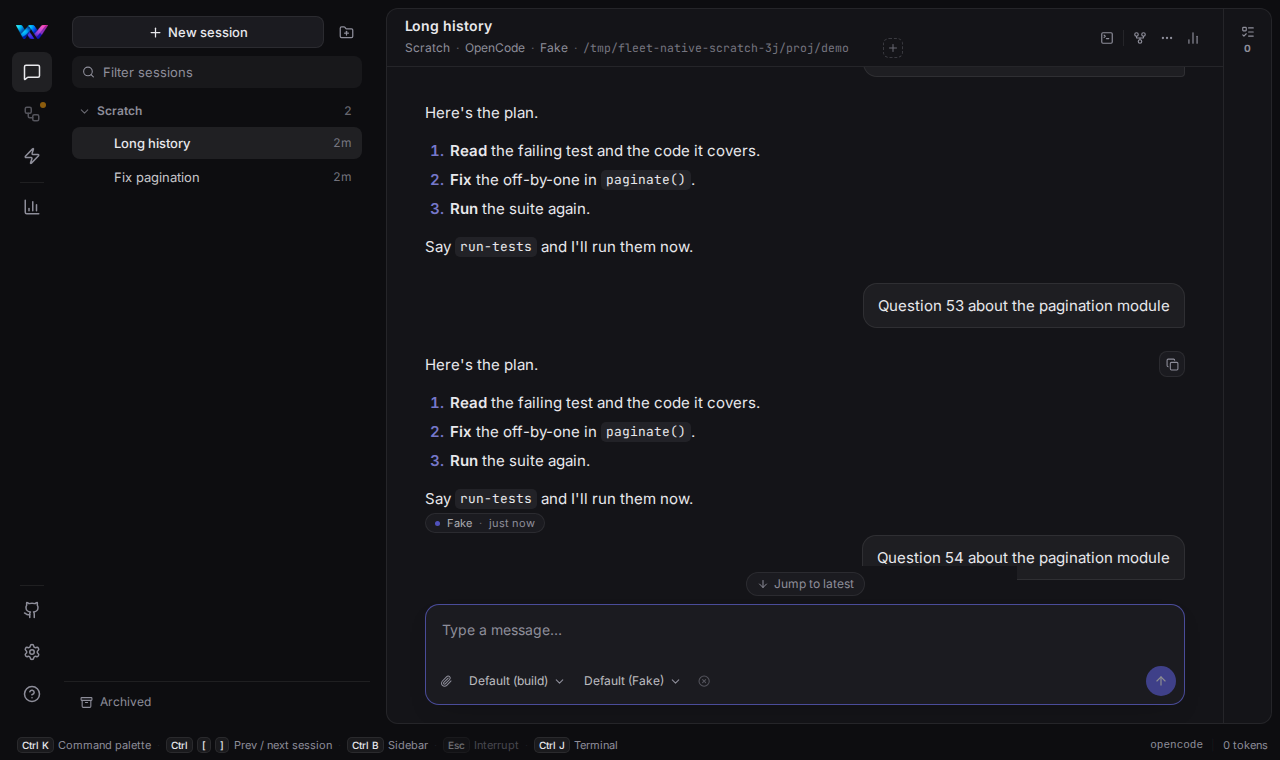 New session
Filter sessions
Scratch 2
Long history 2m
Fix pagination 2m
Archived
Long history
Scratch · OpenCode · Fake · /tmp/fleet-native-scratch-3j/proj/demo
0
Here's the plan.
1. Read the failing test and the code it covers.
2. Fix the off-by-one in paginate().
3. Run the suite again.
Say run-tests and I'll run them now.
Question 53 about the pagination module
Here's the plan.
1. Read the failing test and the code it covers.
2. Fix the off-by-one in paginate().
3. Run the suite again.
Say run-tests and I'll run them now.
Fake · just now
Question 54 about the pagination module
Jump to latest
Type a message...
Default (build) Default (Fake)
Ctrl K Command palette Ctrl [ ] Prev / next session Ctrl B Sidebar Esc Interrupt Ctrl J Terminal opencode 0 tokens